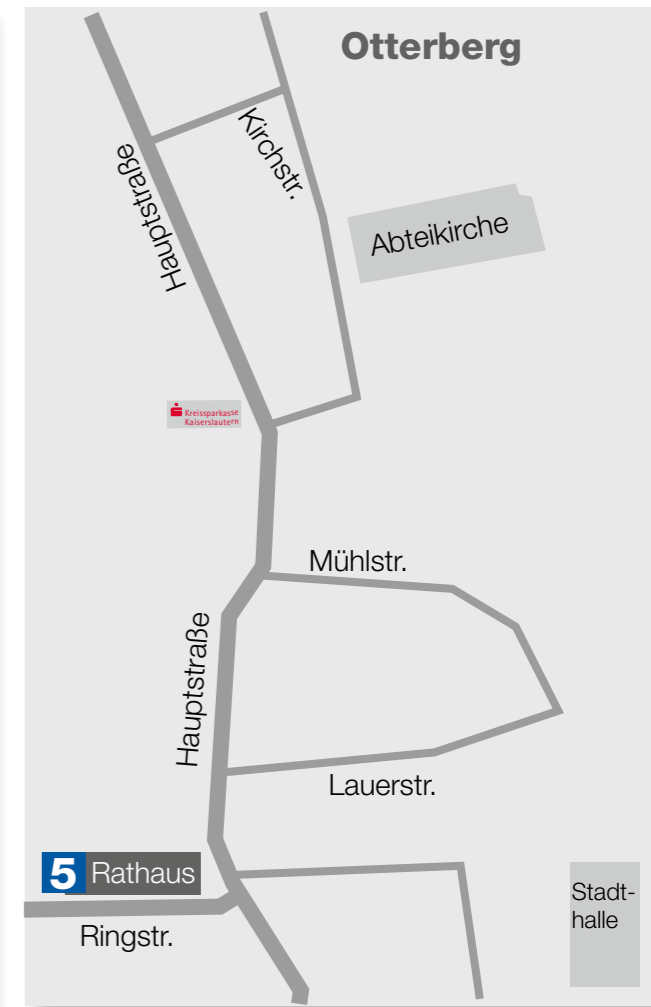 Otterberg
Kirchstr.
Hauptstraße
Abteikirche
Kreissparkasse
Kaiserslautern
Mühlstr.
Hauptstraße
Lauerstr.
5 Rathaus
Stadt-
halle
Ringstr.